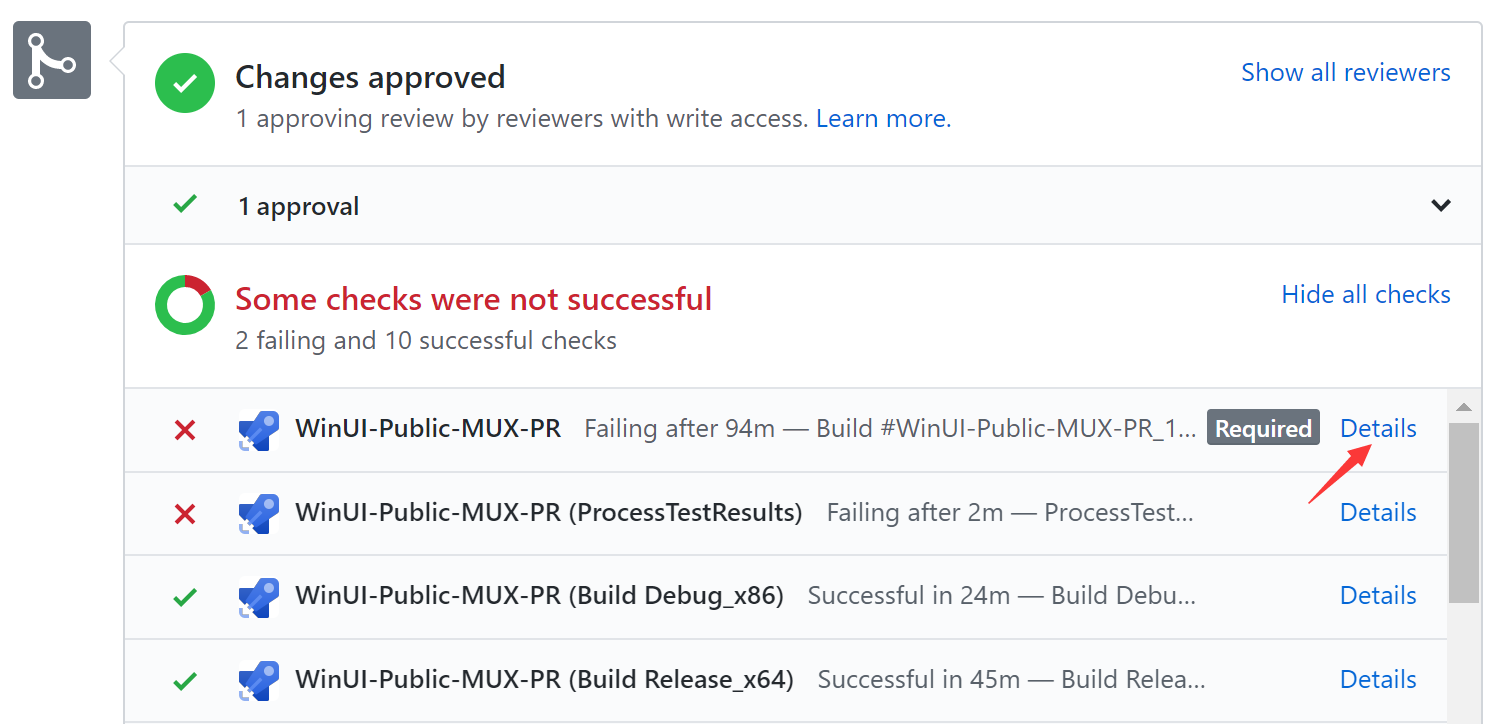 Changes approved
Show all reviewers
1 approving review by reviewers with write access. Learn more.
1 approval
Some checks were not successful
Hide all checks
2 failing and 10 successful checks
WinUI-Public-MUX-PR Failing after 94m — Build #WinUI-Public-MUX-PR_1... Required Details
WinUI-Public-MUX-PR (ProcessTestResults) Failing after 2m — ProcessTest... Details
WinUI-Public-MUX-PR (Build Debug_x86) Successful in 24m — Build Debu... Details
WinUI-Public-MUX-PR (Build Release_x64) Successful in 45m — Build Relea... Details